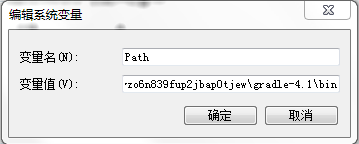 编辑系统变量
变量名(N): Path
变量值(V): zo6n839fup2jbap0tjew\gradle-4.1\bin
确定 取消